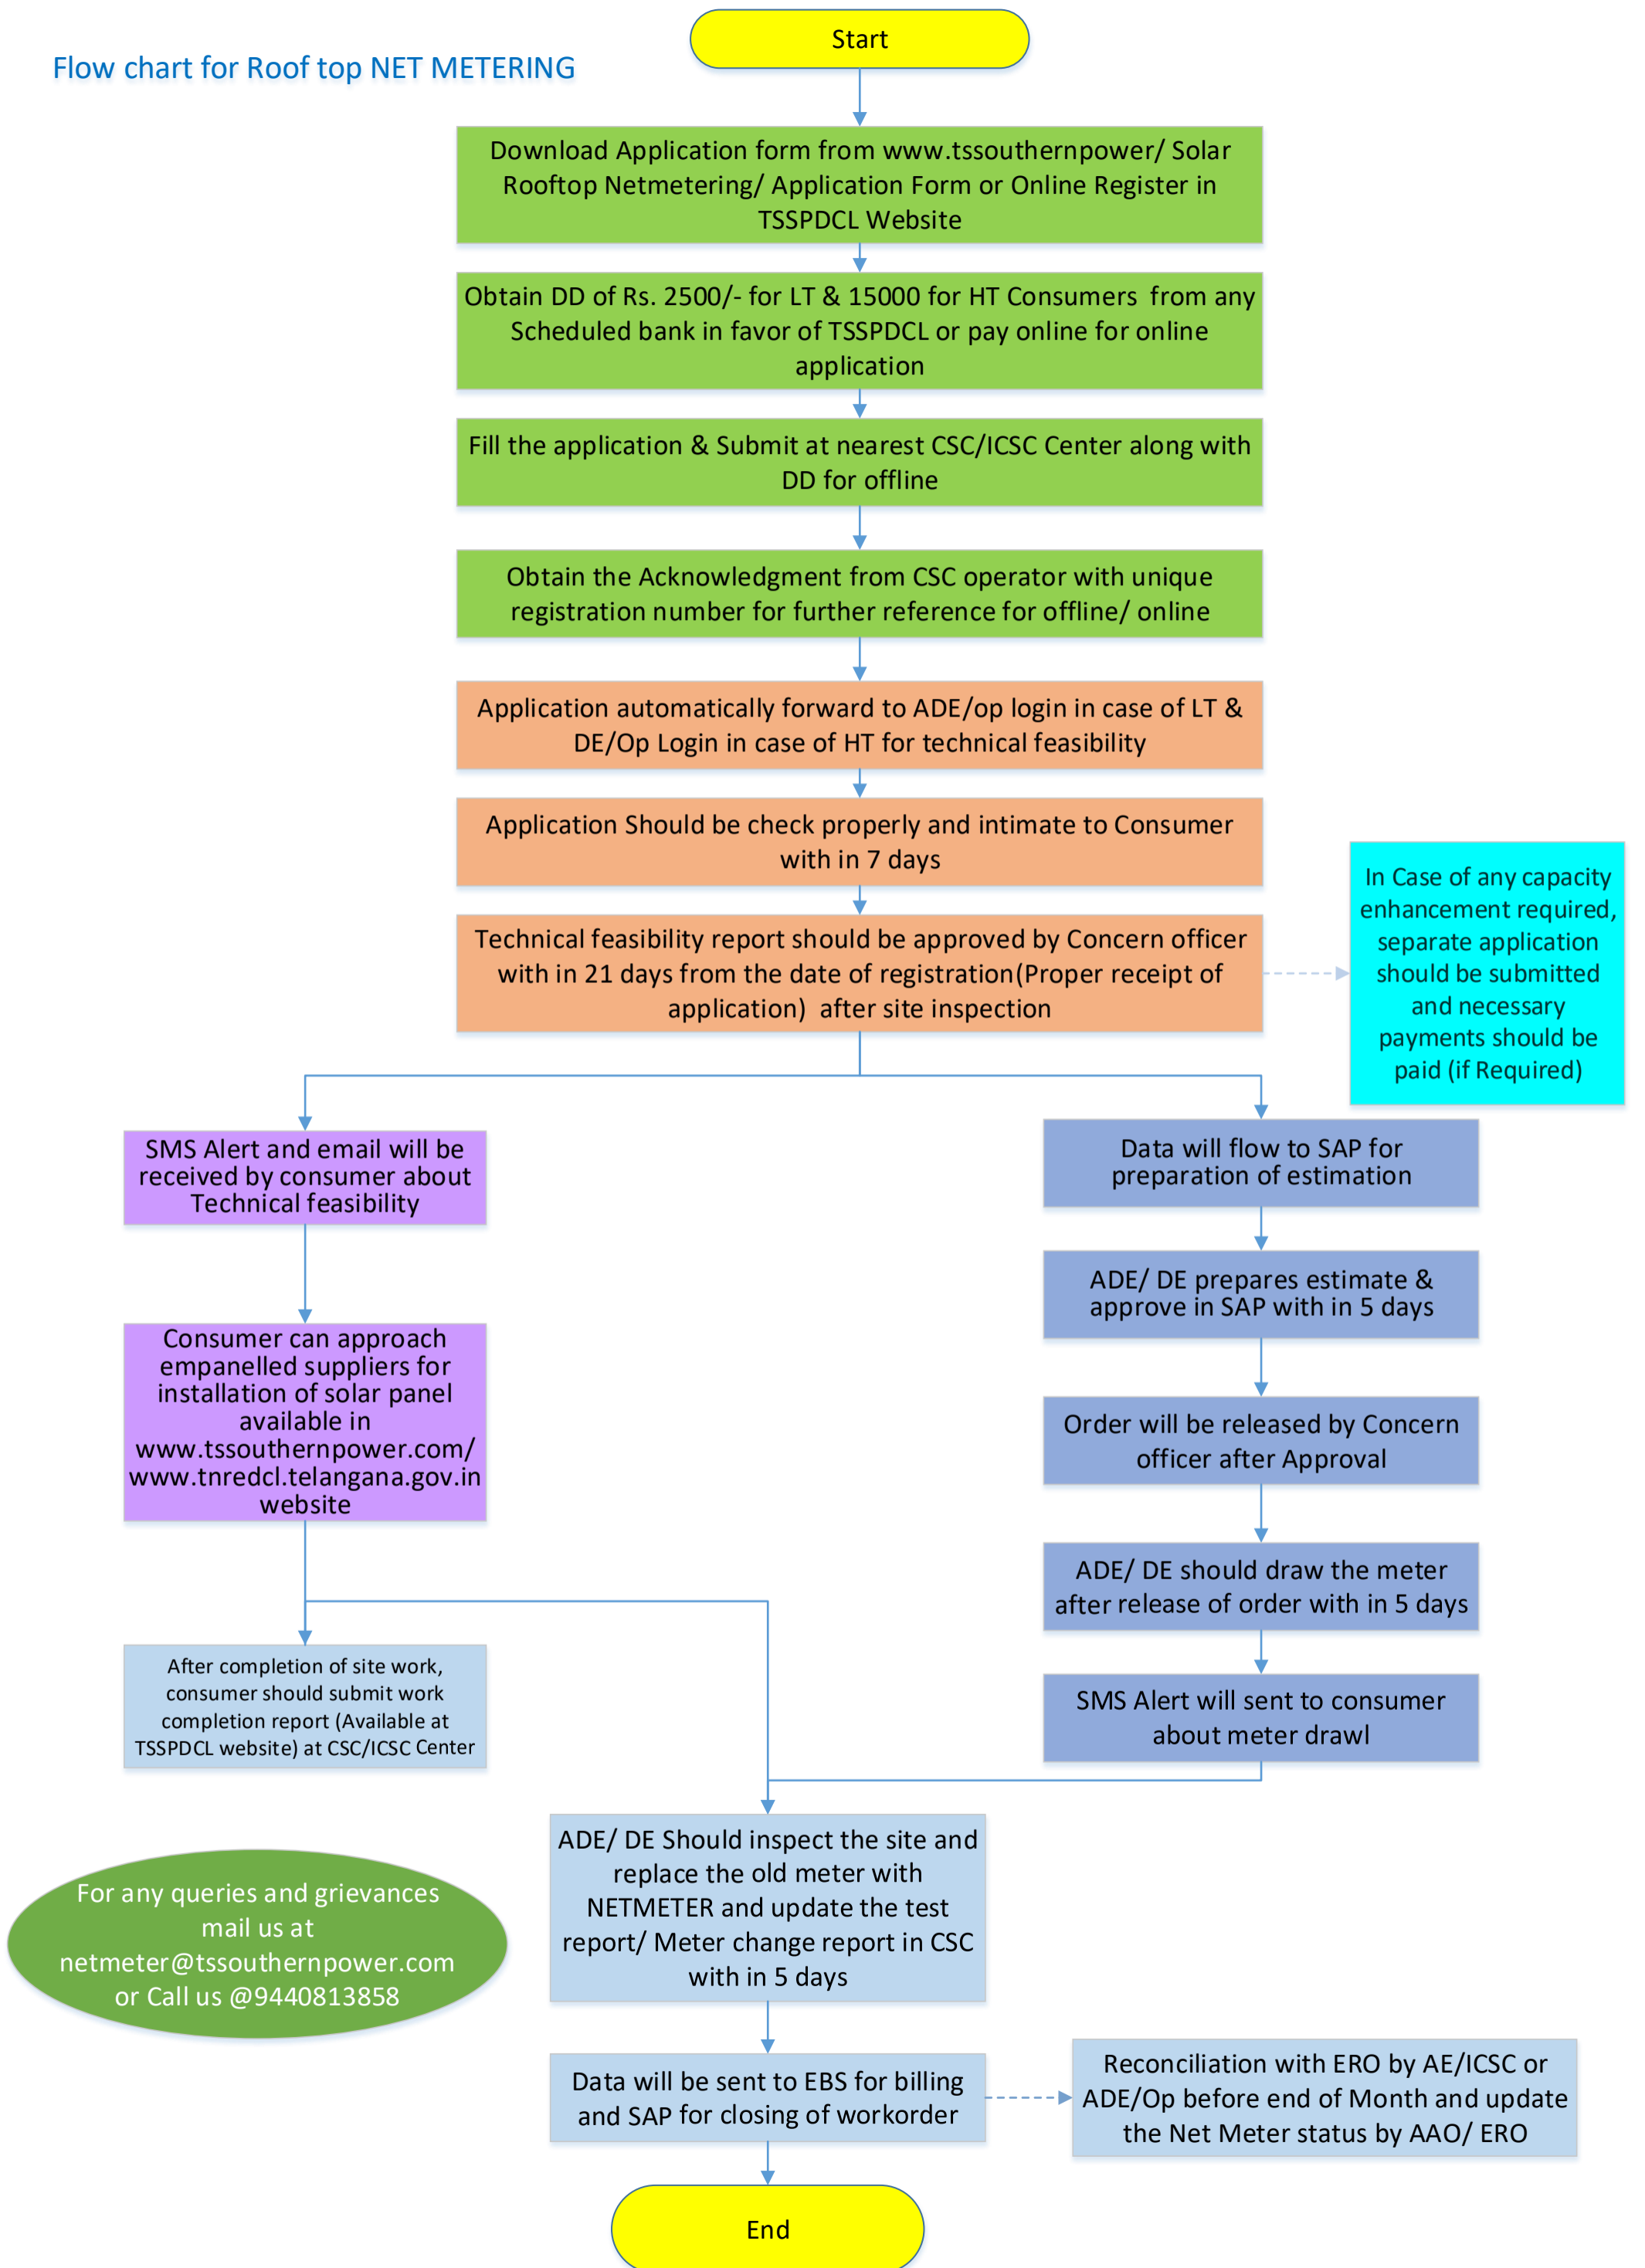 Start
Flow chart for Roof top NET METERING
Download Application form from www.tssouthernpower/ Solar
Rooftop Netmetering/ Application Form or Online Register in
TSSPDCL Website
Obtain DD of Rs. 2500/- for LT & 15000 for HT Consumers from any
Scheduled bank in favor of TSSPDCL or pay online for online
application
Fill the application & Submit at nearest CSC/ICSC Center along with
DD for offline
Obtain the Acknowledgment from CSC operator with unique
registration number for further reference for offline/ online
Application automatically forward to ADE/op login in case of LT &
DE/Op Login in case of HT for technical feasibility
Application Should be check properly and intimate to Consumer
with in 7 days
Technical feasibility report should be approved by Concern officer
with in 21 days from the date of registration(Proper receipt of
application) after site inspection
In Case of any capacity
enhancement required,
separate application
should be submitted
and necessary
payments should be
paid (if Required)
SMS Alert and email will be
received by consumer about
Technical feasibility
Consumer can approach
empanelled suppliers for
installation of solar panel
available in
www.tssouthernpower.com/
www.tnredcl.telangana.gov.in
website
After completion of site work,
consumer should submit work
completion report (Available at
TSSPDCL website) at CSC/ICSC Center
Data will flow to SAP for
preparation of estimation
ADE/ DE prepares estimate &
approve in SAP with in 5 days
Order will be released by Concern
officer after Approval
ADE/ DE should draw the meter
after release of order with in 5 days
SMS Alert will sent to consumer
about meter drawl
ADE/ DE Should inspect the site and
replace the old meter with
NETMETER and update the test
report/ Meter change report in CSC
with in 5 days
For any queries and grievances
mail us at
netmeter@tssouthernpower.com
or Call us @9440813858
Data will be sent to EBS for billing
and SAP for closing of workorder
Reconciliation with ERO by AE/ICSC or
ADE/Op before end of Month and update
the Net Meter status by AAO/ ERO
End